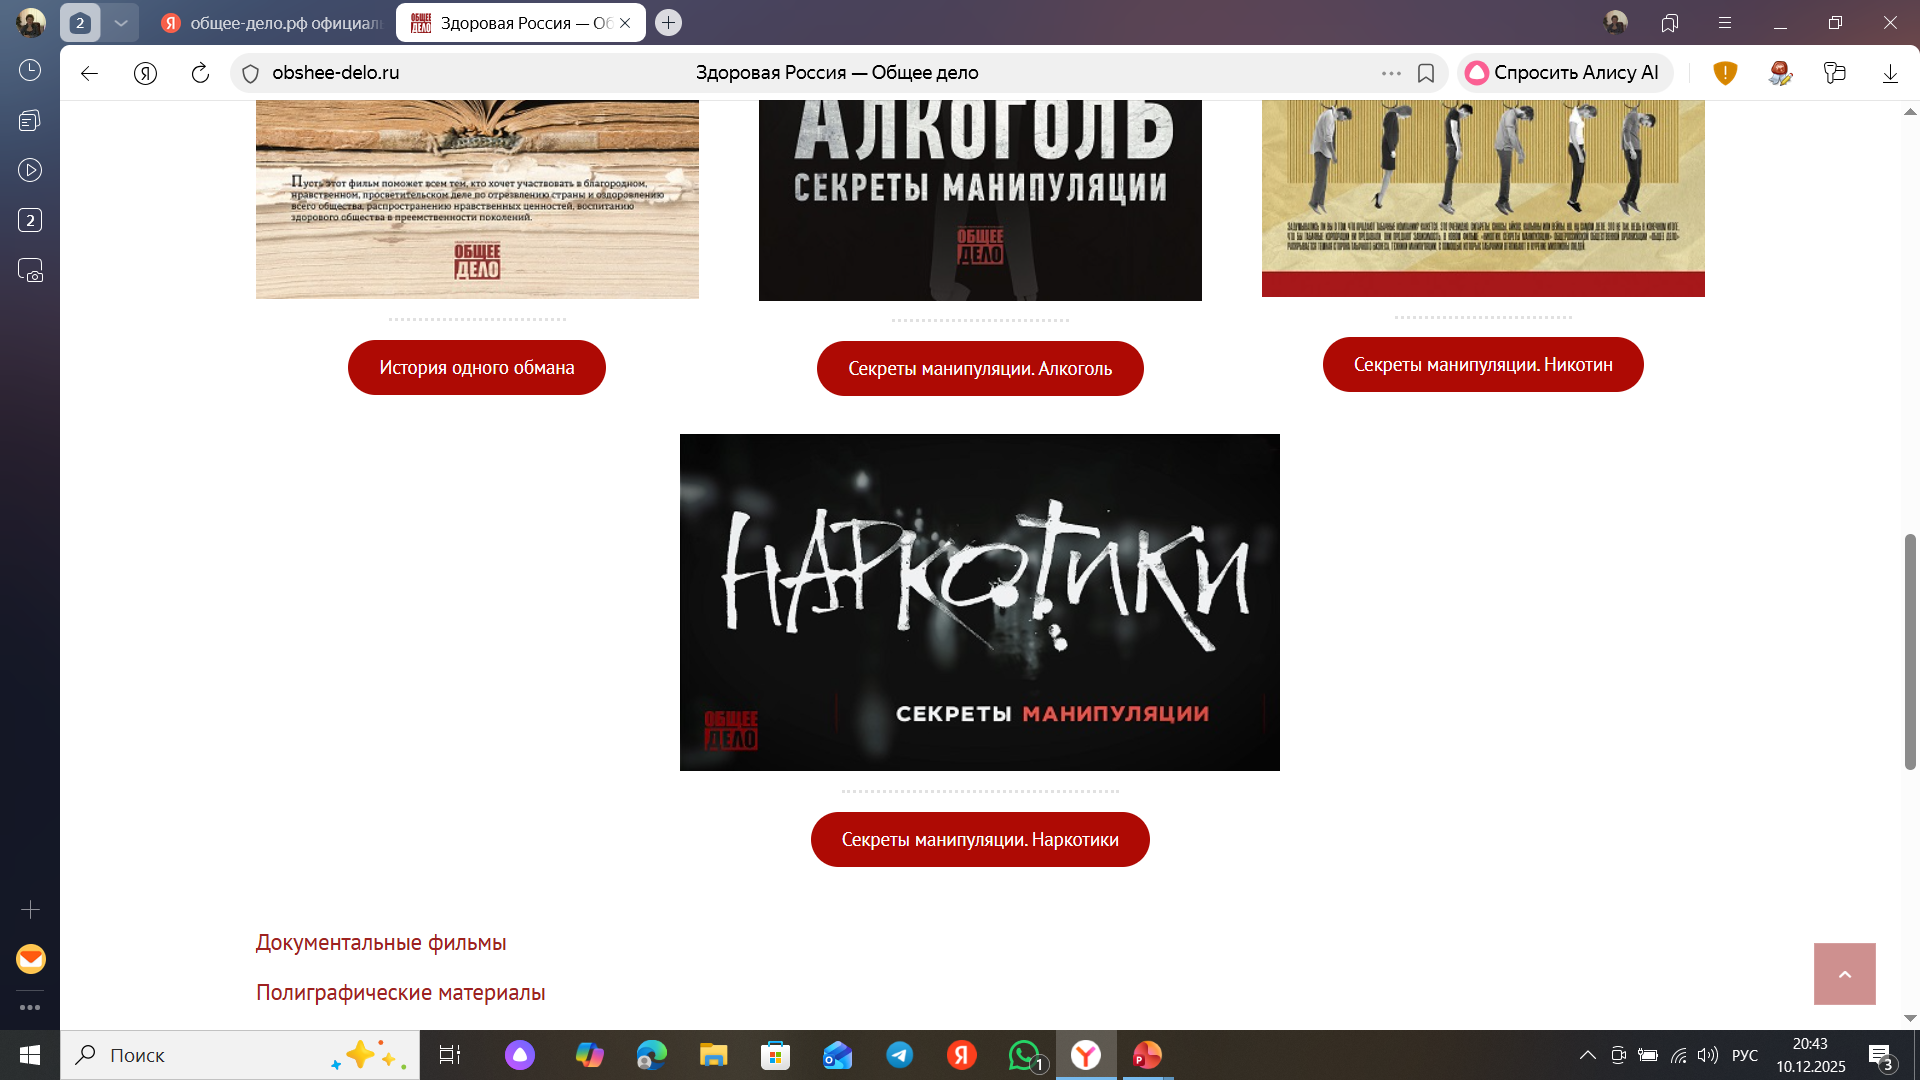 2
общее-дело.рф официаль
Здоровая Россия — Об
obshee-delo.ru
Здоровая Россия — Общее дело
Спросить Алису AI
2
Пусть этот фильм поможет всем тем, кто хочет участвовать в благородном,
нравственном, просветительском деле по отрезвлению страны и оздоровлению
всего общества, распространению нравственных ценностей, воспитанию
здорового общества в преемственности поколений.
ОБЩЕЕ
ДЕЛО
АЛКОГОЛЬ
СЕКРЕТЫ МАНИПУЛЯЦИИ
ОБЩЕЕ
ДЕЛО
История одного обмана
Секреты манипуляции. Алкоголь
Секреты манипуляции. Никотин
НАРКОТИКИ
СЕКРЕТЫ МАНИПУЛЯЦИИ
ОБЩЕЕ
ДЕЛО
Секреты манипуляции. Наркотики
Документальные фильмы
Полиграфические материалы
Поиск
1
РУС
20:43
10.12.2025
3